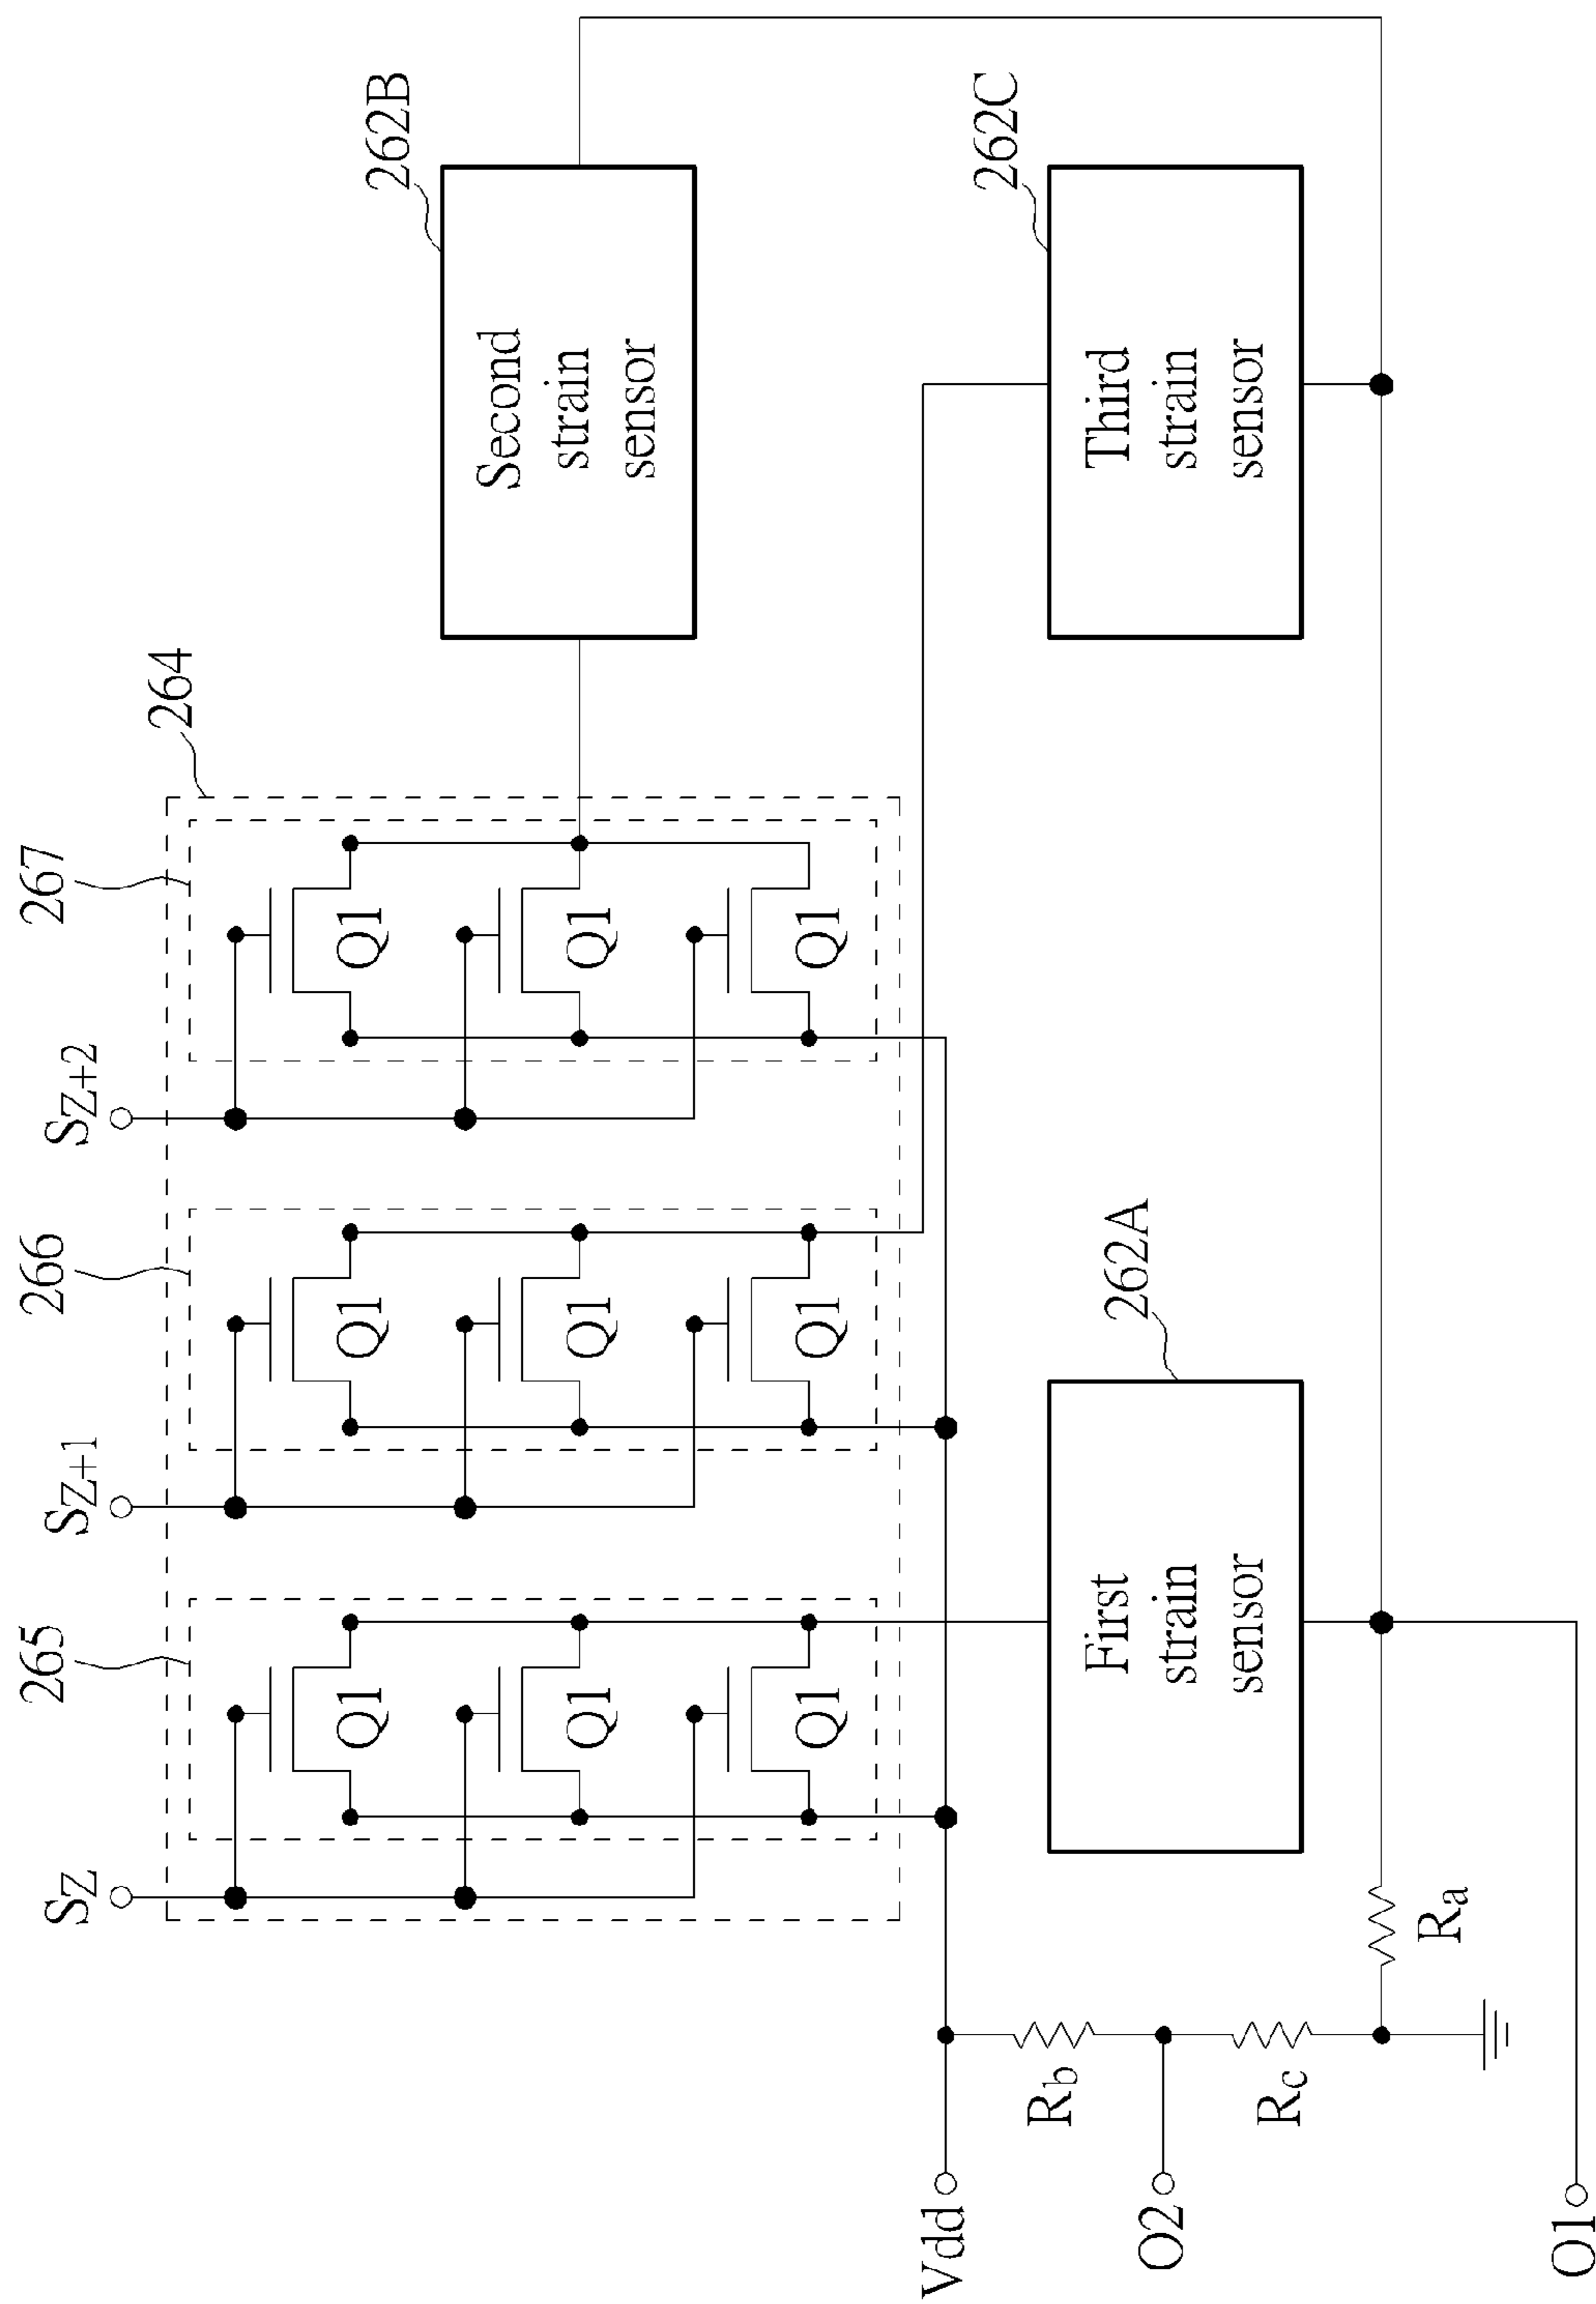 262B
Second
strain
sensor
262C
Third
strain
sensor
264
267
Q1
Q1
Q1
SZ+2
266
Q1
Q1
Q1
SZ+1
265
Q1
Q1
Q1
SZ
262A
First
strain
sensor
Ra
Rb
Rc
Vdd
O2
O1